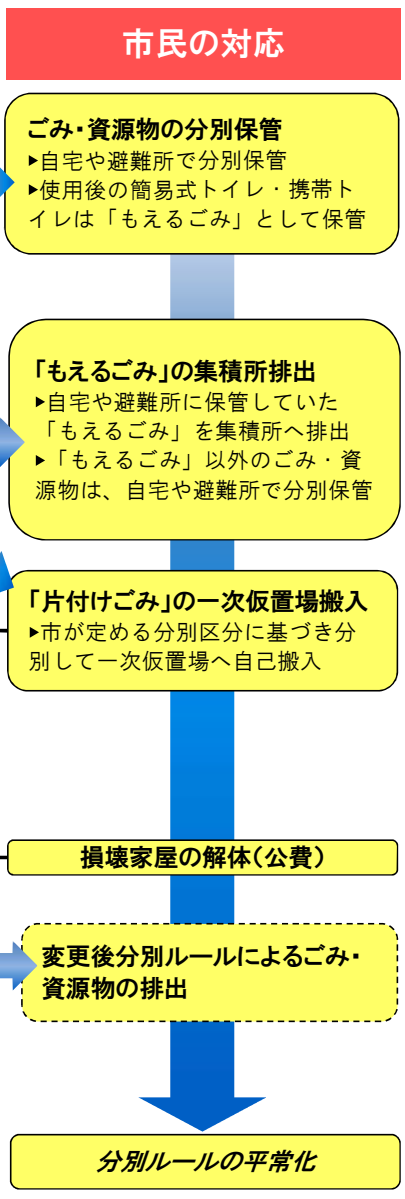 市民の対応
ごみ・資源物の分別保管
▶自宅や避難所で分別保管
▶使用後の簡易式トイレ・携帯ト
イレは「もえるごみ」として保管
「もえるごみ」の集積所排出
▶自宅や避難所に保管していた
「もえるごみ」を集積所へ排出
▶「もえるごみ」以外のごみ・資
源物は、自宅や避難所で分別保管
「片付けごみ」の一次仮置場搬入
▶市が定める分別区分に基づき分
別して一次仮置場へ自己搬入
損壊家屋の解体(公費)
変更後分別ルールによるごみ・
資源物の排出
分別ルールの平常化